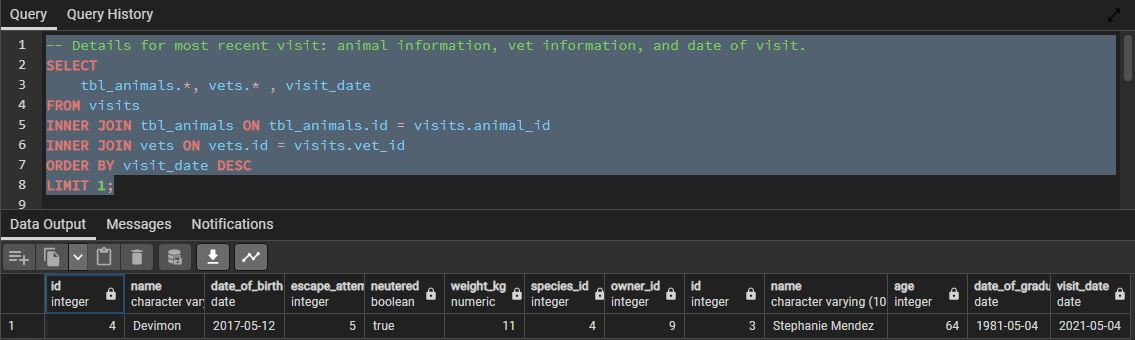 Query Query History
1 -- Details for most recent visit: animal information, vet information, and date of visit.
2 SELECT
3 tbl_animals.*, vets.* , visit_date
4 FROM visits
5 INNER JOIN tbl_animals ON tbl_animals.id = visits.animal_id
6 INNER JOIN vets ON vets.id = visits.vet_id
7 ORDER BY visit_date DESC
8 LIMIT 1;
9
Data Output Messages Notifications
id name date_of_birth escape_attem neutered weight_kg species_id owner_id id name age date_of_gradu visit_date
integer character var date integer boolean numeric integer integer integer character varying (10 integer date date
1 4 Devimon 2017-05-12 5 true 11 4 9 3 Stephanie Mendez 64 1981-05-04 2021-05-04